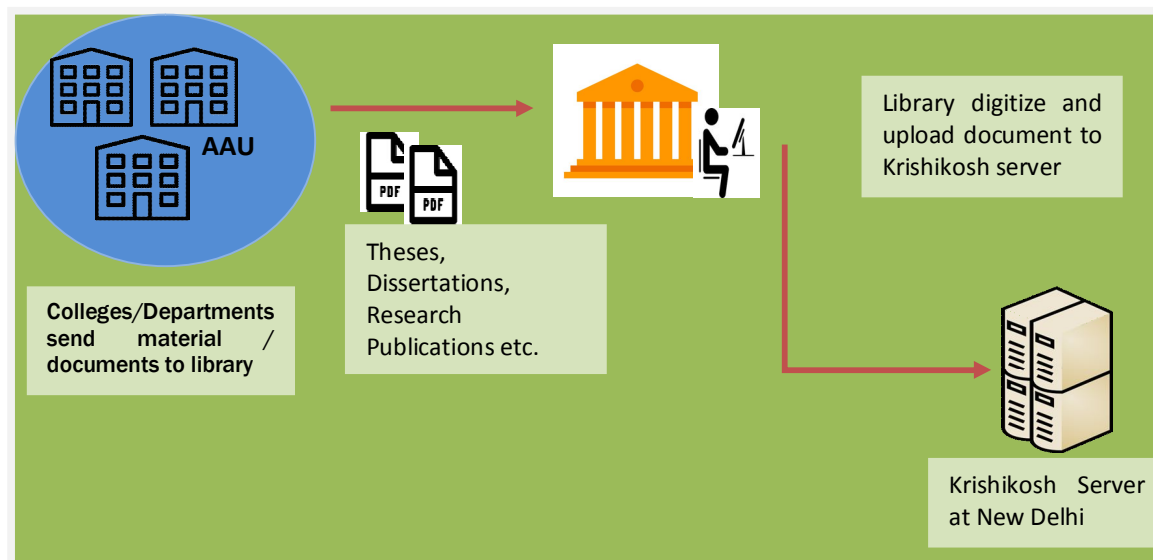 AAU
Colleges/Departments
send material /
documents to library
PDF
PDF
Theses,
Dissertations,
Research
Publications etc.
Library digitize and
upload document to
Krishikosh server
Krishikosh Server
at New Delhi